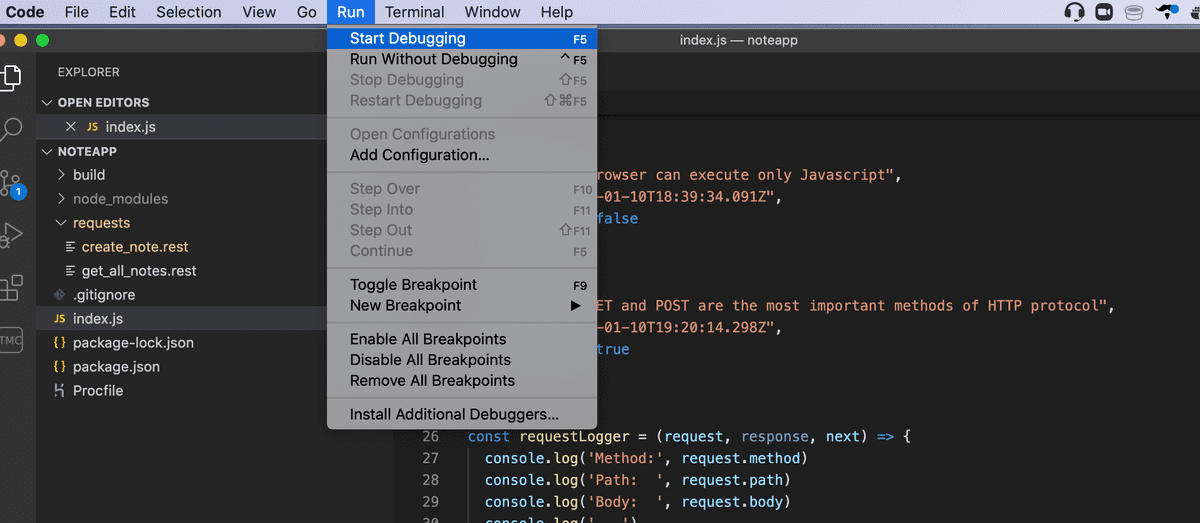 Code File Edit Selection View Go Run Terminal Window Help
index.js — noteapp
EXPLORER
OPEN EDITORS
JS index.js
NOTEAPP
build
node_modules
requests
create_note.rest
get_all_notes.rest
.gitignore
JS index.js
{} package-lock.json
{} package.json
Procfile
1
TMC
Start Debugging F5
Run Without Debugging ^F5
Stop Debugging ⇧F5
Restart Debugging ⇧⌘F5
Open Configurations
Add Configuration...
Step Over F10
Step Into F11
Step Out ⇧F11
Continue F5
Toggle Breakpoint F9
New Breakpoint ▶
Enable All Breakpoints
Disable All Breakpoints
Remove All Breakpoints
Install Additional Debuggers...
rowser can execute only Javascript",
-01-10T18:39:34.091Z",
false
ET and POST are the most important methods of HTTP protocol",
-01-10T19:20:14.298Z",
true
26 const requestLogger = (request, response, next) => {
27 console.log('Method:', request.method)
28 console.log('Path:  ', request.path)
29 console.log('Body:  ', request.body)
30 console.log('---')